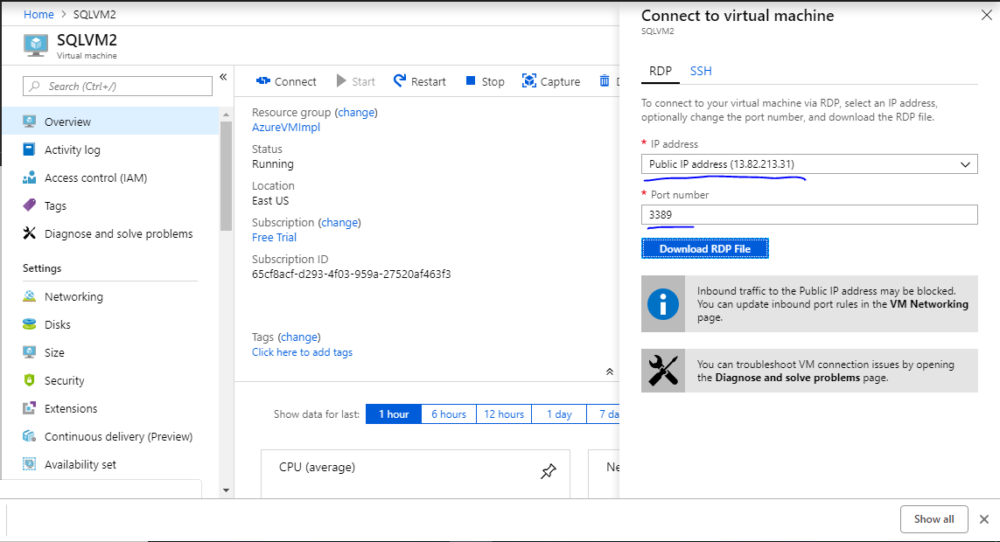 Home > SQLVM2
SQLVM2
Virtual machine
Search (Ctrl+/)
Overview
Activity log
Access control (IAM)
Tags
Diagnose and solve problems
Settings
Networking
Disks
Size
Security
Extensions
Continuous delivery (Preview)
Availability set
Connect Start Restart Stop Capture D
Resource group (change)
AzureVMImpl
Status
Running
Location
East US
Subscription (change)
Free Trial
Subscription ID
65cf8acf-d293-4f03-959a-27520af463f3
Tags (change)
Click here to add tags
Show data for last: 1 hour 6 hours 12 hours 1 day 7 da
CPU (average)
Ne
Connect to virtual machine
SQLVM2
RDP SSH
To connect to your virtual machine via RDP, select an IP address,
optionally change the port number, and download the RDP file.
* IP address
Public IP address (13.82.213.31)
* Port number
3389
Download RDP File
Inbound traffic to the Public IP address may be blocked.
You can update inbound port rules in the VM Networking
page.
You can troubleshoot VM connection issues by opening
the Diagnose and solve problems page.
Show all